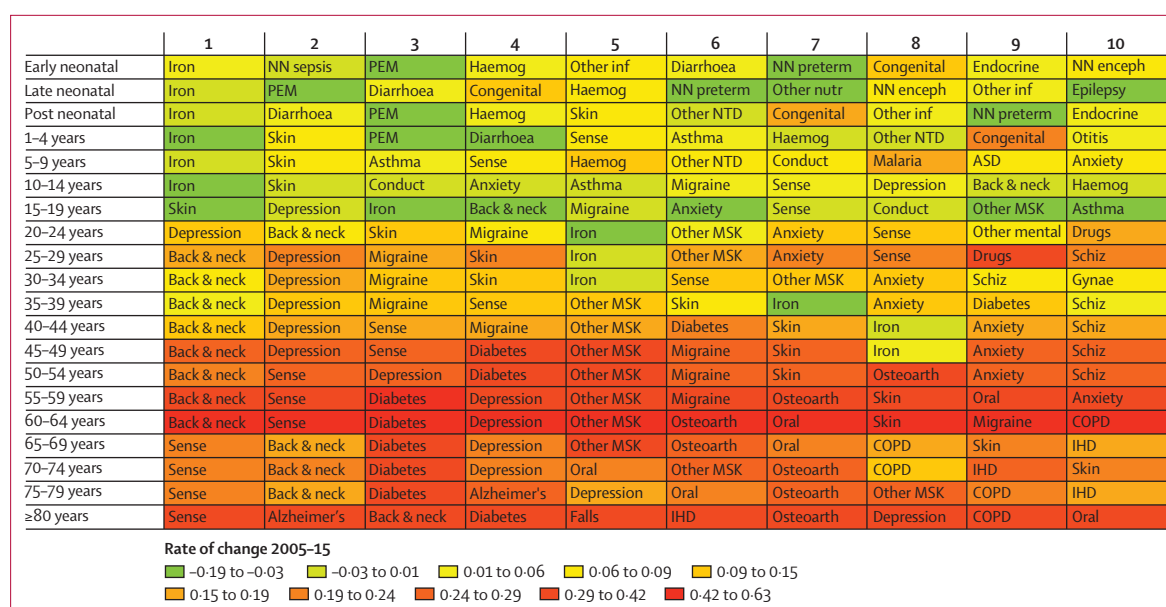 1 2 3 4 5 6 7 8 9 10
Early neonatal Iron NN sepsis PEM Haemog Other inf Diarrhoea NN preterm Congenital Endocrine NN enceph
Late neonatal Iron PEM Diarrhoea Congenital Haemog NN preterm Other nutr NN enceph Other inf Epilepsy
Post neonatal Iron Diarrhoea PEM Haemog Skin Other NTD Congenital Other inf NN preterm Endocrine
1–4 years Iron Skin PEM Diarrhoea Sense Asthma Haemog Other NTD Congenital Otitis
5–9 years Iron Skin Asthma Sense Haemog Other NTD Conduct Malaria ASD Anxiety
10–14 years Iron Skin Conduct Anxiety Asthma Migraine Sense Depression Back & neck Haemog
15–19 years Skin Depression Iron Back & neck Migraine Anxiety Sense Conduct Other MSK Asthma
20–24 years Depression Back & neck Skin Migraine Iron Other MSK Anxiety Sense Other mental Drugs
25–29 years Back & neck Depression Migraine Skin Iron Other MSK Anxiety Sense Drugs Schiz
30–34 years Back & neck Depression Migraine Skin Iron Sense Other MSK Anxiety Schiz Gynae
35–39 years Back & neck Depression Migraine Sense Other MSK Skin Iron Anxiety Diabetes Schiz
40–44 years Back & neck Depression Sense Migraine Other MSK Diabetes Skin Iron Anxiety Schiz
45–49 years Back & neck Depression Sense Diabetes Other MSK Migraine Skin Iron Anxiety Schiz
50–54 years Back & neck Sense Depression Diabetes Other MSK Migraine Skin Osteoarth Anxiety Schiz
55–59 years Back & neck Sense Diabetes Depression Other MSK Migraine Osteoarth Skin Oral Anxiety
60–64 years Back & neck Sense Diabetes Depression Other MSK Osteoarth Oral Skin Migraine COPD
65–69 years Sense Back & neck Diabetes Depression Other MSK Osteoarth Oral COPD Skin IHD
70–74 years Sense Back & neck Diabetes Depression Oral Other MSK Osteoarth COPD IHD Skin
75–79 years Sense Back & neck Diabetes Alzheimer's Depression Oral Osteoarth Other MSK COPD IHD
≥80 years Sense Alzheimer's Back & neck Diabetes Falls IHD Osteoarth Depression COPD Oral
Rate of change 2005–15
–0·19 to –0·03 –0·03 to 0·01 0·01 to 0·06 0·06 to 0·09 0·09 to 0·15
0·15 to 0·19 0·19 to 0·24 0·24 to 0·29 0·29 to 0·42 0·42 to 0·63